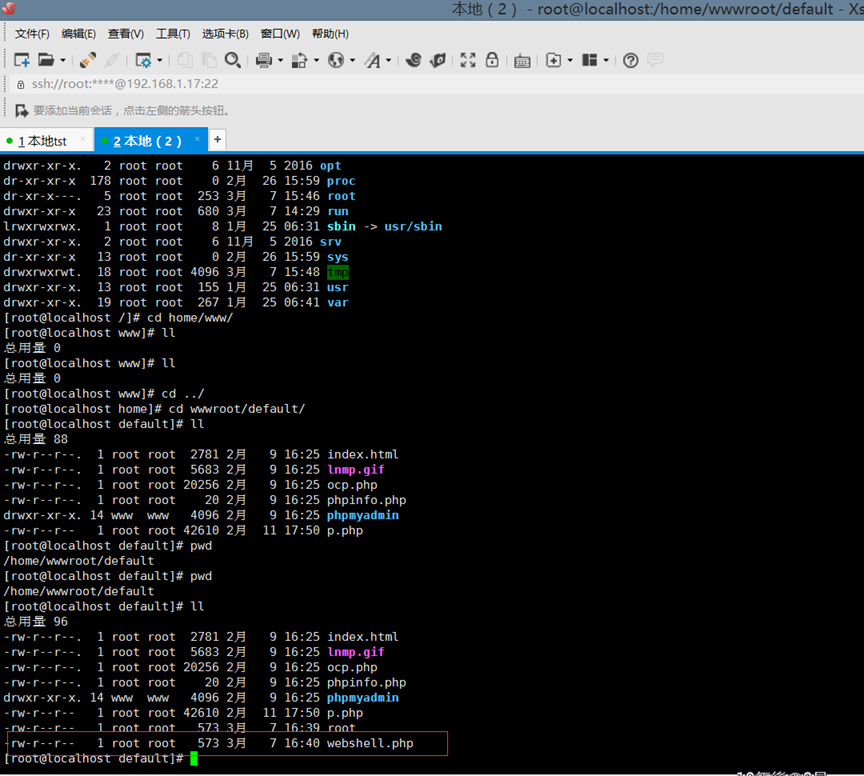 本地（2） - root@localhost:/home/wwwroot/default - Xs
文件(F) 编辑(E) 查看(V) 工具(T) 选项卡(B) 窗口(W) 帮助(H)
ssh://root:****@192.168.1.17:22
要添加当前会话，点击左侧的箭头按钮。
1 本地tst × 2 本地（2） × +
drwxr-xr-x. 2 root root 6 11月 5 2016 opt
dr-xr-xr-x 178 root root 0 2月 26 15:59 proc
dr-xr-x---. 5 root root 253 3月 7 15:46 root
drwxr-xr-x 23 root root 680 3月 7 14:29 run
lrwxrwxrwx. 1 root root 8 1月 25 06:31 sbin -> usr/sbin
drwxr-xr-x. 2 root root 6 11月 5 2016 srv
dr-xr-xr-x 13 root root 0 2月 26 15:59 sys
drwxrwxrwt. 18 root root 4096 3月 7 15:48 tmp
drwxr-xr-x. 13 root root 155 1月 25 06:31 usr
drwxr-xr-x. 19 root root 267 1月 25 06:41 var
[root@localhost /]# cd home/www/
[root@localhost www]# ll
总用量 0
[root@localhost www]# ll
总用量 0
[root@localhost www]# cd ../
[root@localhost home]# cd wwwroot/default/
[root@localhost default]# ll
总用量 88
-rw-r--r--. 1 root root 2781 2月 9 16:25 index.html
-rw-r--r--. 1 root root 5683 2月 9 16:25 lnmp.gif
-rw-r--r--. 1 root root 20256 2月 9 16:25 ocp.php
-rw-r--r--. 1 root root 20 2月 9 16:25 phpinfo.php
drwxr-xr-x. 14 www www 4096 2月 9 16:25 phpmyadmin
-rw-r--r-- 1 root root 42610 2月 11 17:50 p.php
[root@localhost default]# pwd
/home/wwwroot/default
[root@localhost default]# pwd
/home/wwwroot/default
[root@localhost default]# ll
总用量 96
-rw-r--r--. 1 root root 2781 2月 9 16:25 index.html
-rw-r--r--. 1 root root 5683 2月 9 16:25 lnmp.gif
-rw-r--r--. 1 root root 20256 2月 9 16:25 ocp.php
-rw-r--r--. 1 root root 20 2月 9 16:25 phpinfo.php
drwxr-xr-x. 14 www www 4096 2月 9 16:25 phpmyadmin
-rw-r--r-- 1 root root 42610 2月 11 17:50 p.php
-rw-r--r-- 1 root root 573 3月 7 16:39 root
-rw-r--r-- 1 root root 573 3月 7 16:40 webshell.php
[root@localhost default]#